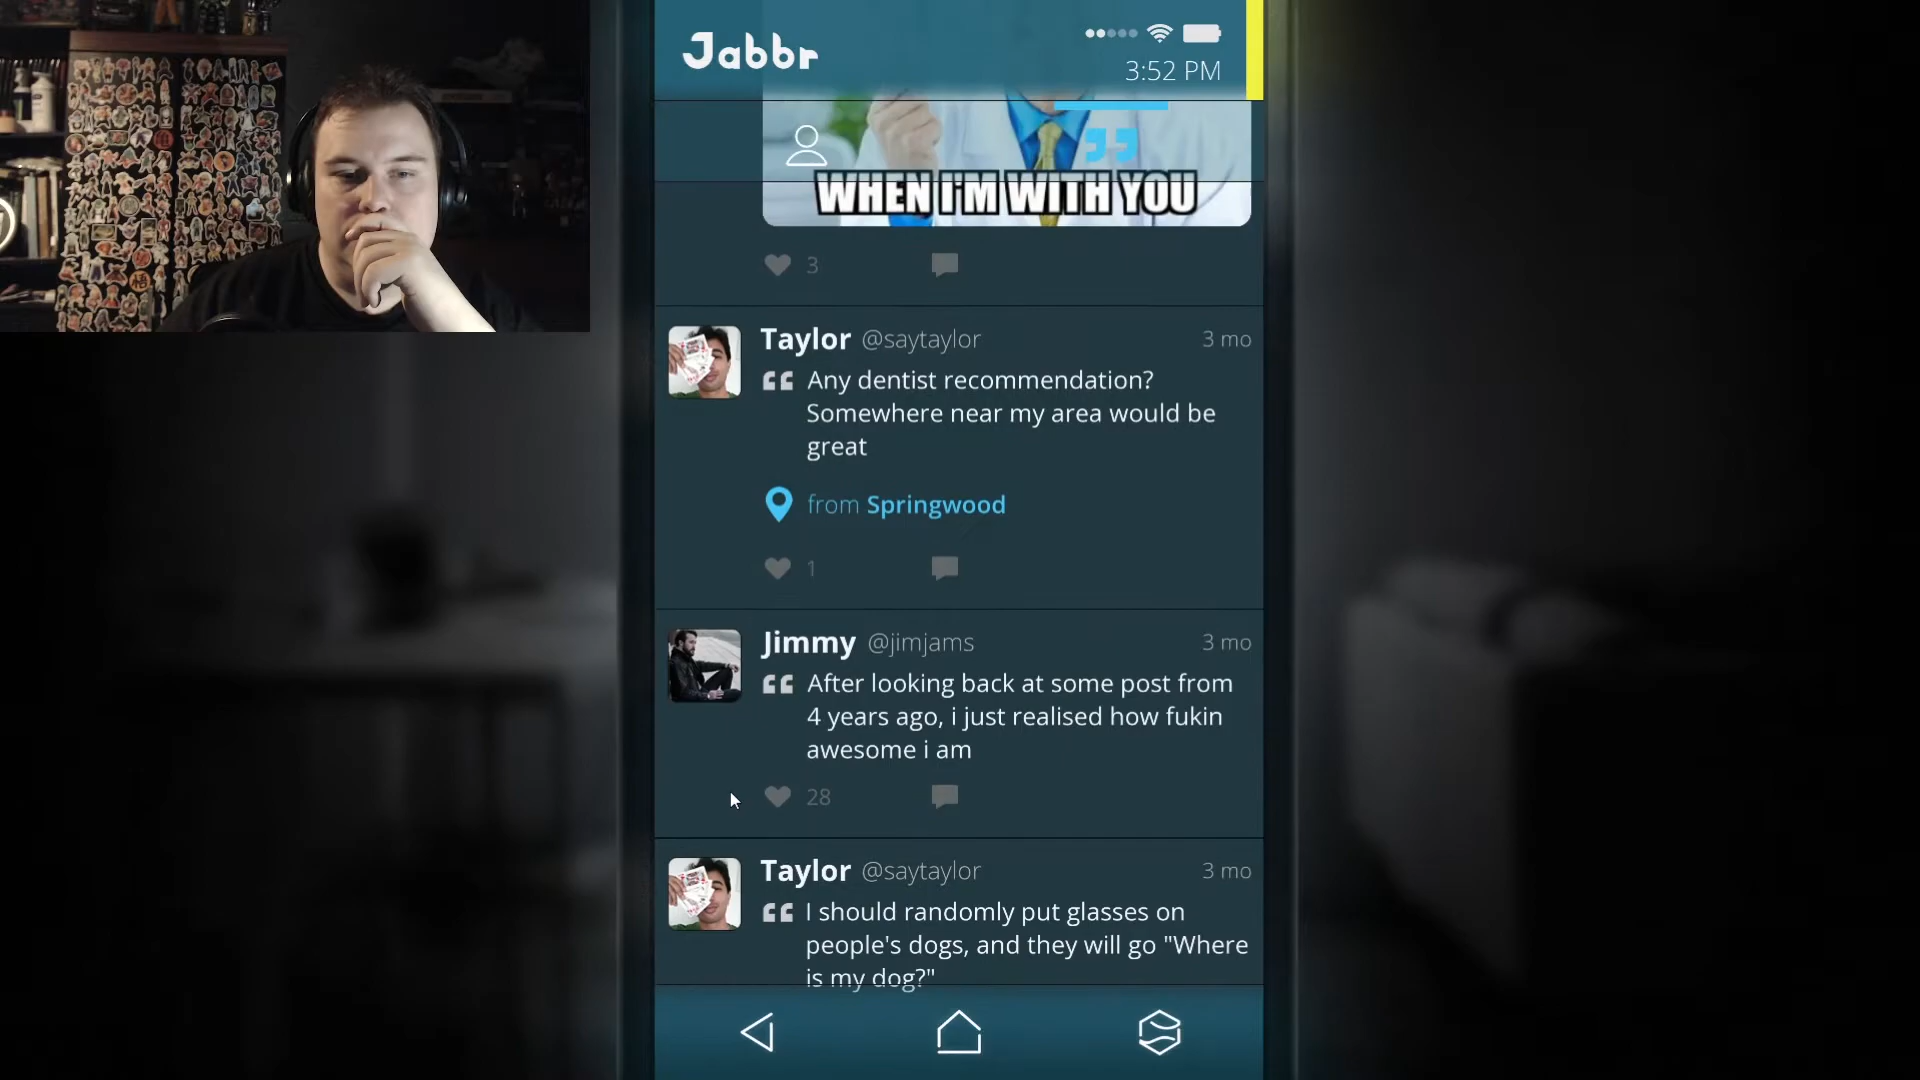 Jabbr
3:52 PM
WHEN I'M WITH YOU
3
Taylor @saytaylor 3 mo
Any dentist recommendation?
Somewhere near my area would be
great
from Springwood
1
Jimmy @jimjams 3 mo
After looking back at some post from
4 years ago, i just realised how fukin
awesome i am
28
Taylor @saytaylor 3 mo
I should randomly put glasses on
people's dogs, and they will go "Where
is my dog?"